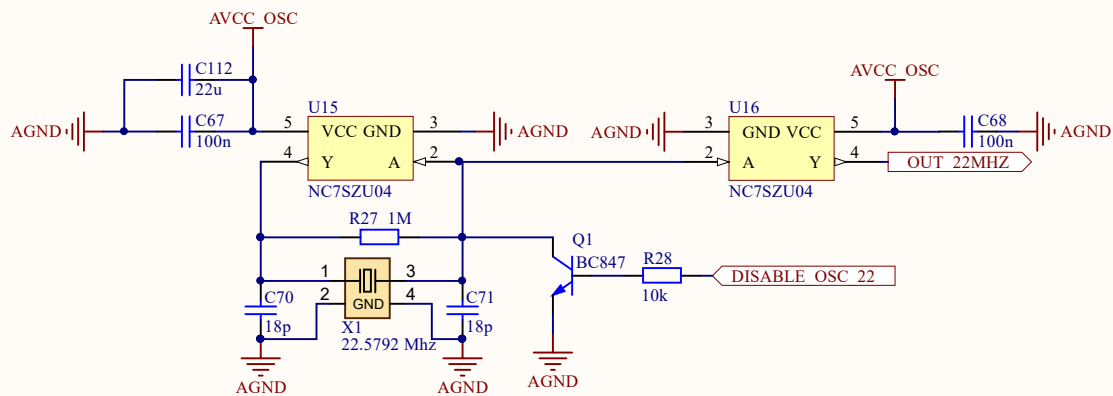 AVCC_OSC
C112
22u
C67
100n
AGND
U15
5
VCC GND
3
AGND
4
Y
A
2
NC7SZU04
AGND
U16
3
GND VCC
5
2
A
Y
4
NC7SZU04
AVCC_OSC
C68
100n
AGND
OUT_22MHZ
R27 1M
1
3
2
4
GND
X1
22.5792 Mhz
C70
18p
AGND
C71
18p
AGND
Q1
BC847
AGND
R28
10k
DISABLE_OSC_22